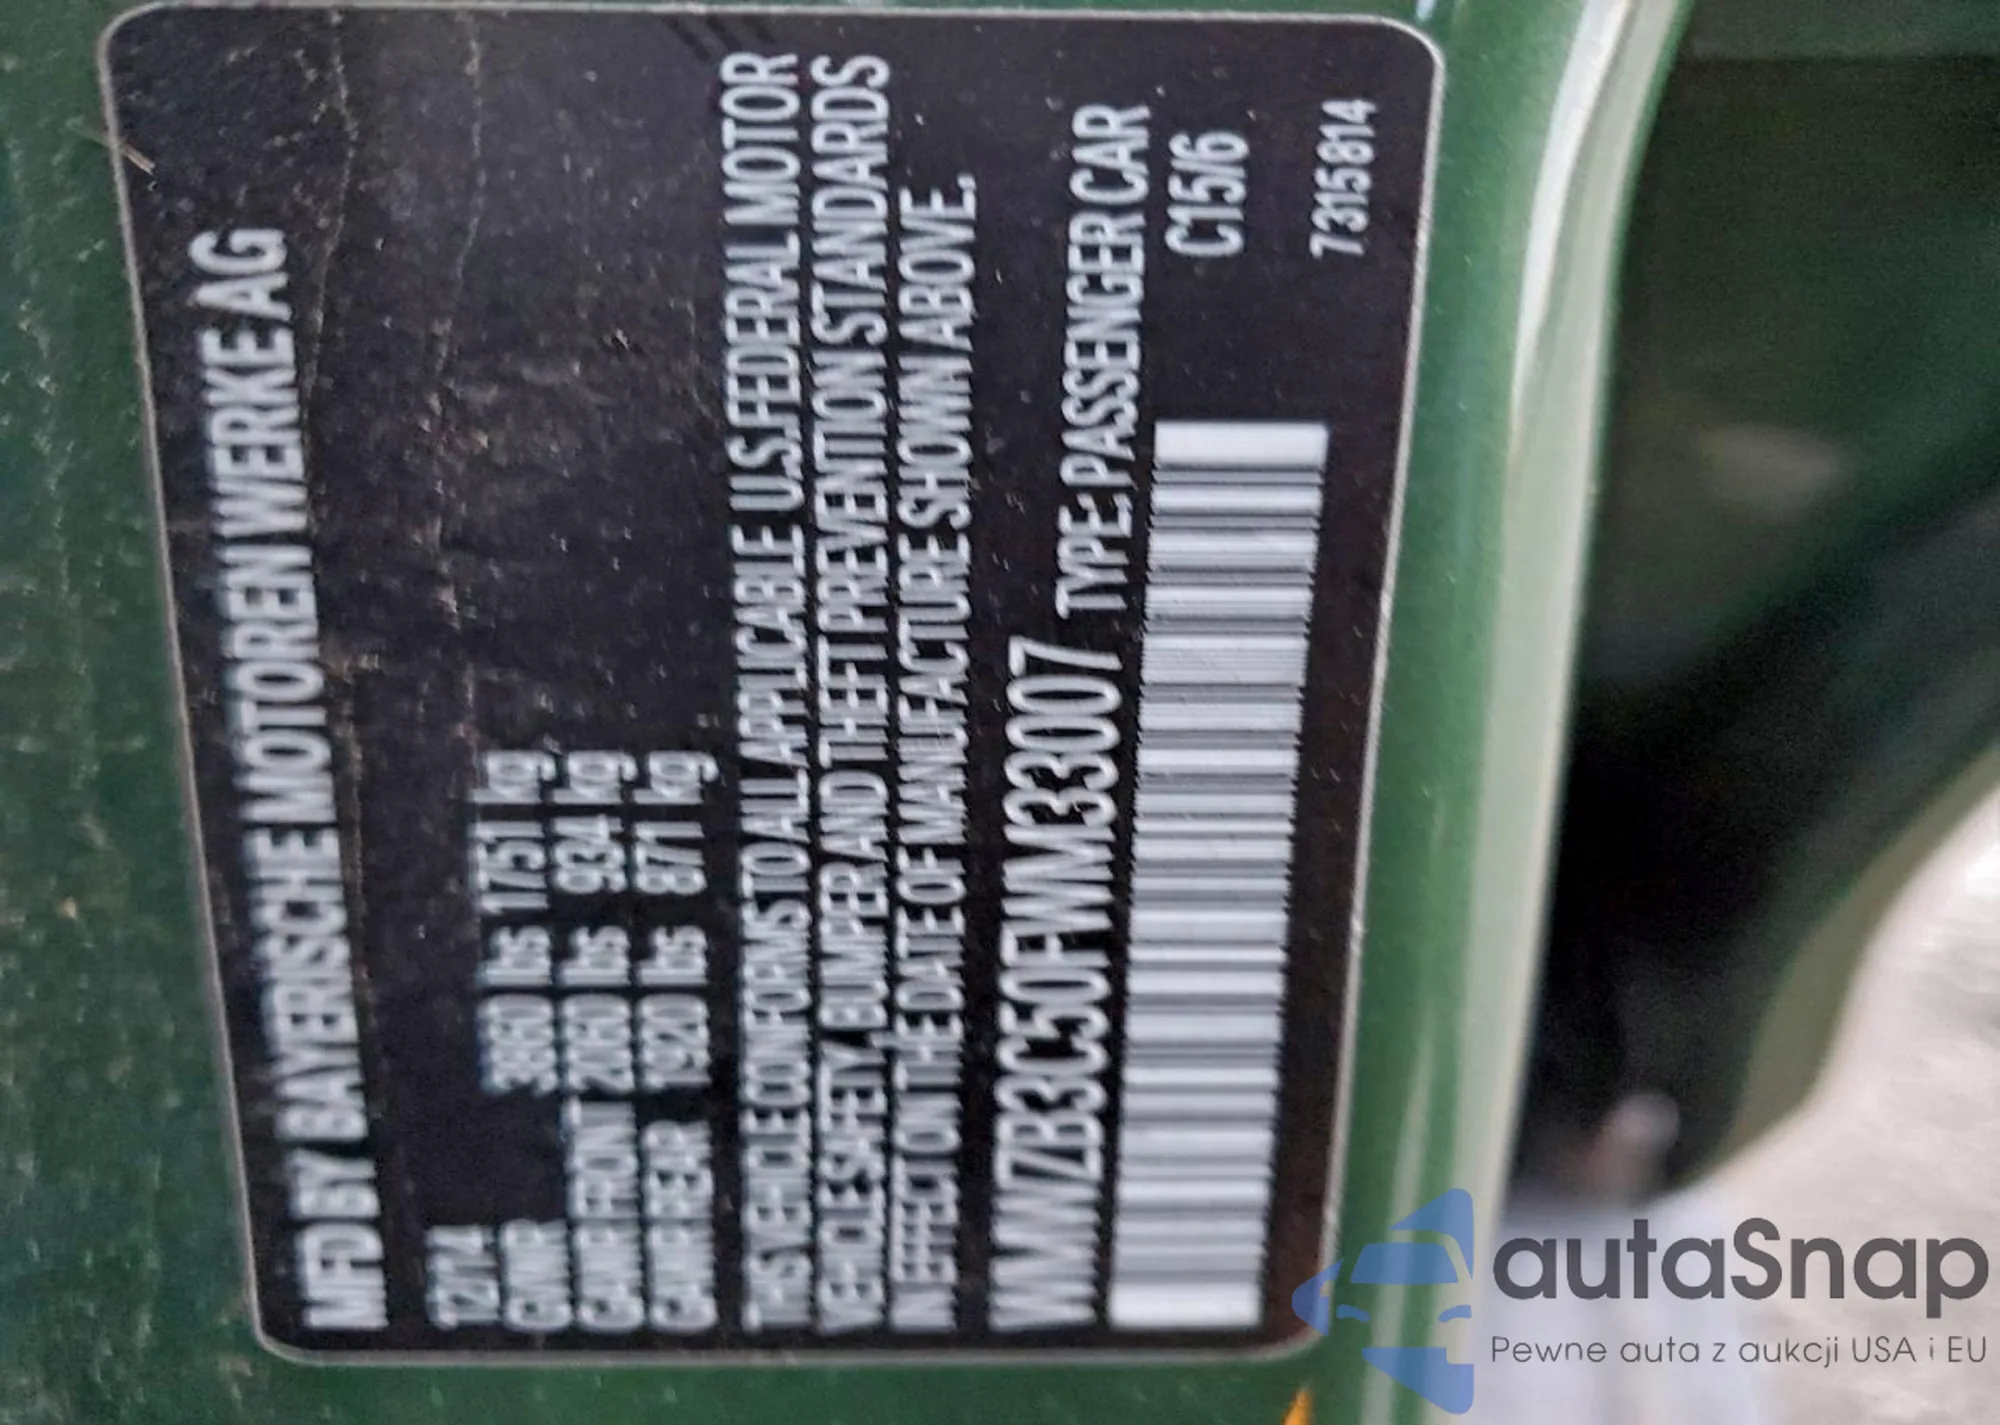 MFD BY BAYERISCHE MOTOREN WERKE AG
12/14
GVWR 3860 lbs 1751 kg
GAWR FRONT 2060 lbs 934 kg
GAWR REAR 1920 lbs 871 kg
THIS VEHICLE CONFORMS TO ALL APPLICABLE U.S. FEDERAL MOTOR
VEHICLE SAFETY, BUMPER AND THEFT PREVENTION STANDARDS
IN EFFECT ON THE DATE OF MANUFACTURE SHOWN ABOVE.
WMWZB3C50FWM33007 TYPE: PASSENGER CAR
C15/6
7315814
autaSnap
Pewne auta z aukcji USA i EU